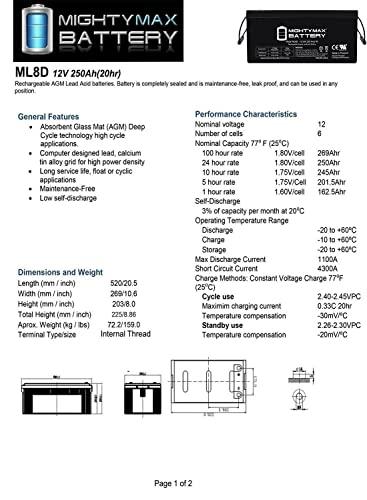 MIGHTYMAX
BATTERY
MIGHTYMAX
BATTERY
ML8D 12V 250Ah(20hr)
Rechargeable AGM Lead Acid batteries. Battery is completely sealed and is maintenance-free, leak proof, and can be used in any
position.
General Features
• Absorbent Glass Mat (AGM) Deep
Cycle technology high cyclic
applications.
• Computer designed lead, calcium
tin alloy grid for high power density
• Long service life, float or cyclic
applications
• Maintenance-Free
• Low self-discharge
Dimensions and Weight
Length (mm / inch) 520/20.5
Width (mm / inch) 269/10.6
Height (mm / inch) 203/8.0
Total Height (mm / inch) 225/8.86
Aprox. Weight (kg / lbs) 72.2/159.0
Terminal Type/size Internal Thread
Performance Characteristics
Nominal voltage 12
Number of cells 6
Nominal Capacity 77° F (25°C)
100 hour rate 1.80V/cell 269Ahr
24 hour rate 1.80V/cell 250Ahr
10 hour rate 1.75V/cell 245Ahr
5 hour rate 1.75V/cell 201.5Ahr
1 hour rate 1.60V/cell 162.5Ahr
Self-Discharge
3% of capacity per month at 20°C
Operating Temperature Range
Discharge -20 to +60°C
Charge -10 to +60°C
Storage -20 to +60°C
Max Discharge Current 1100A
Short Circuit Current 4300A
Charge Methods: Constant Voltage Charge 77°F
(25°C)
Cycle use 2.40-2.45VPC
Maximim charging current 0.33C 20hr
Temperature compensation -30mV/°C
Standby use 2.26-2.30VPC
Temperature compensation -20mV/°C
Page 1 of 2